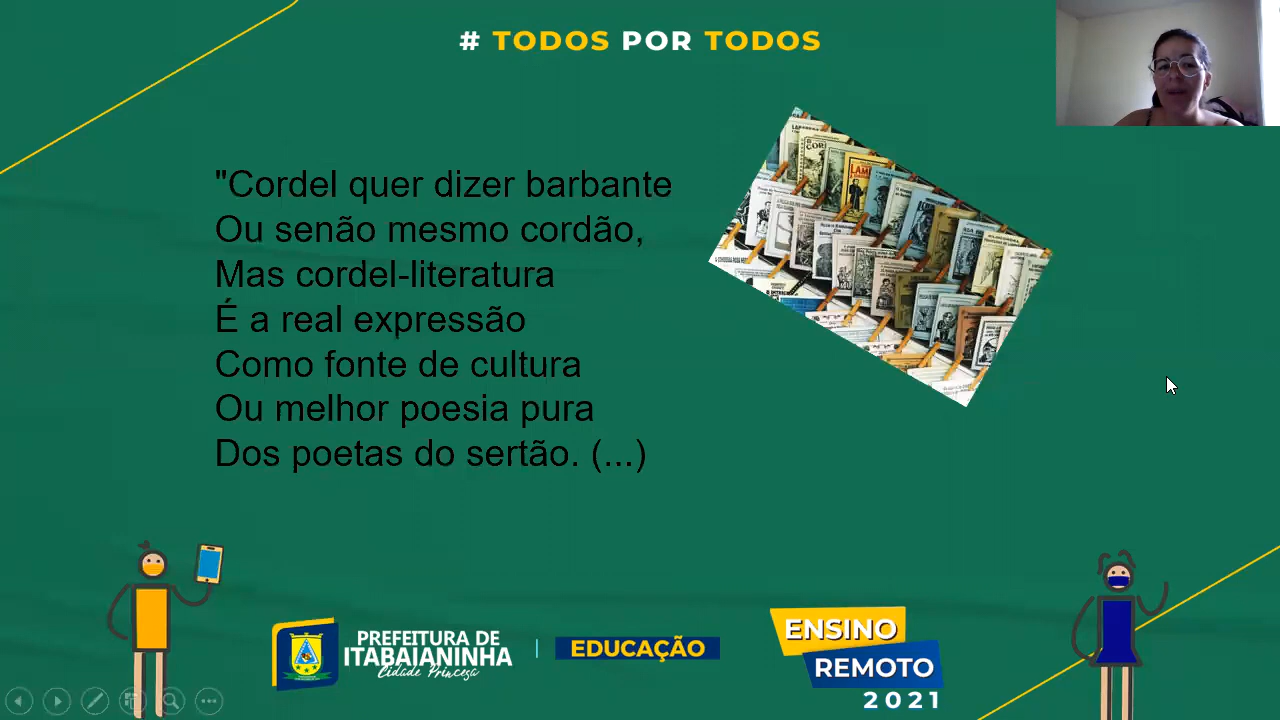 # TODOS POR TODOS
"Cordel quer dizer barbante
Ou senão mesmo cordão,
Mas cordel-literatura
É a real expressão
Como fonte de cultura
Ou melhor poesia pura
Dos poetas do sertão. (...)
PREFEITURA DE
ITABAIANINHA
Cidade Princesa
EDUCAÇÃO
ENSINO
REMOTO
2021